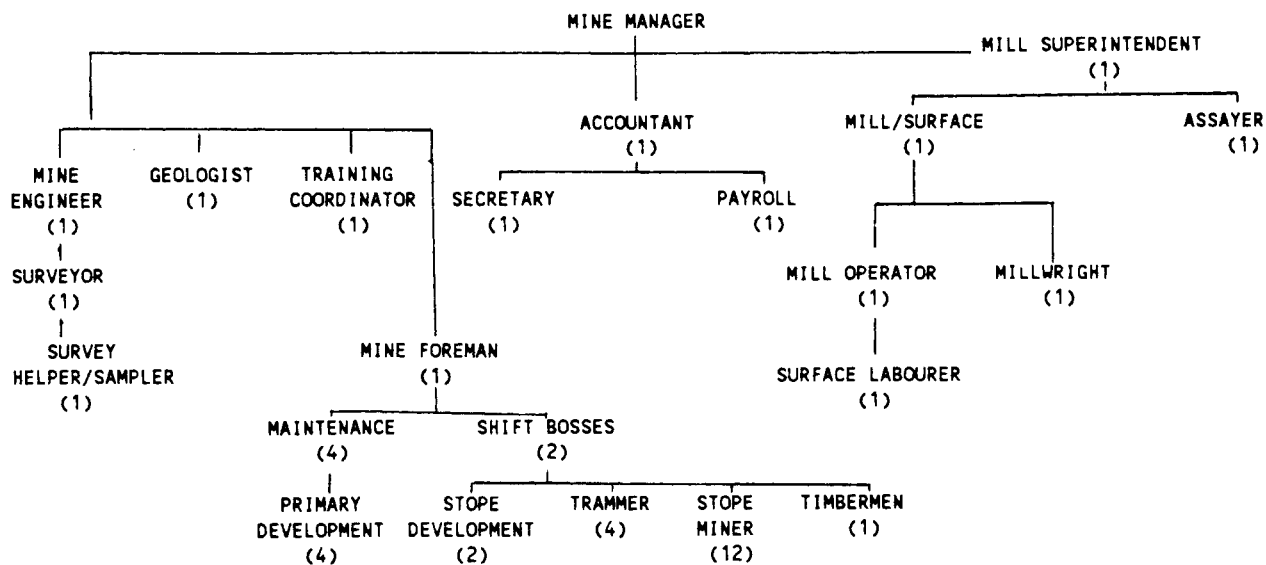 MINE MANAGER
MILL SUPERINTENDENT
(1)
ACCOUNTANT
(1)
MILL/SURFACE
(1)
ASSAYER
(1)
MINE
ENGINEER
(1)
GEOLOGIST
(1)
TRAINING
COORDINATOR
(1)
SECRETARY
(1)
PAYROLL
(1)
SURVEYOR
(1)
MILL OPERATOR
(1)
MILLWRIGHT
(1)
SURVEY
HELPER/SAMPLER
(1)
MINE FOREMAN
(1)
SURFACE LABOURER
(1)
MAINTENANCE
(4)
SHIFT BOSSES
(2)
PRIMARY
DEVELOPMENT
(4)
STOPE
DEVELOPMENT
(2)
TRAMMER
(4)
STOPE
MINER
(12)
TIMBERMEN
(1)